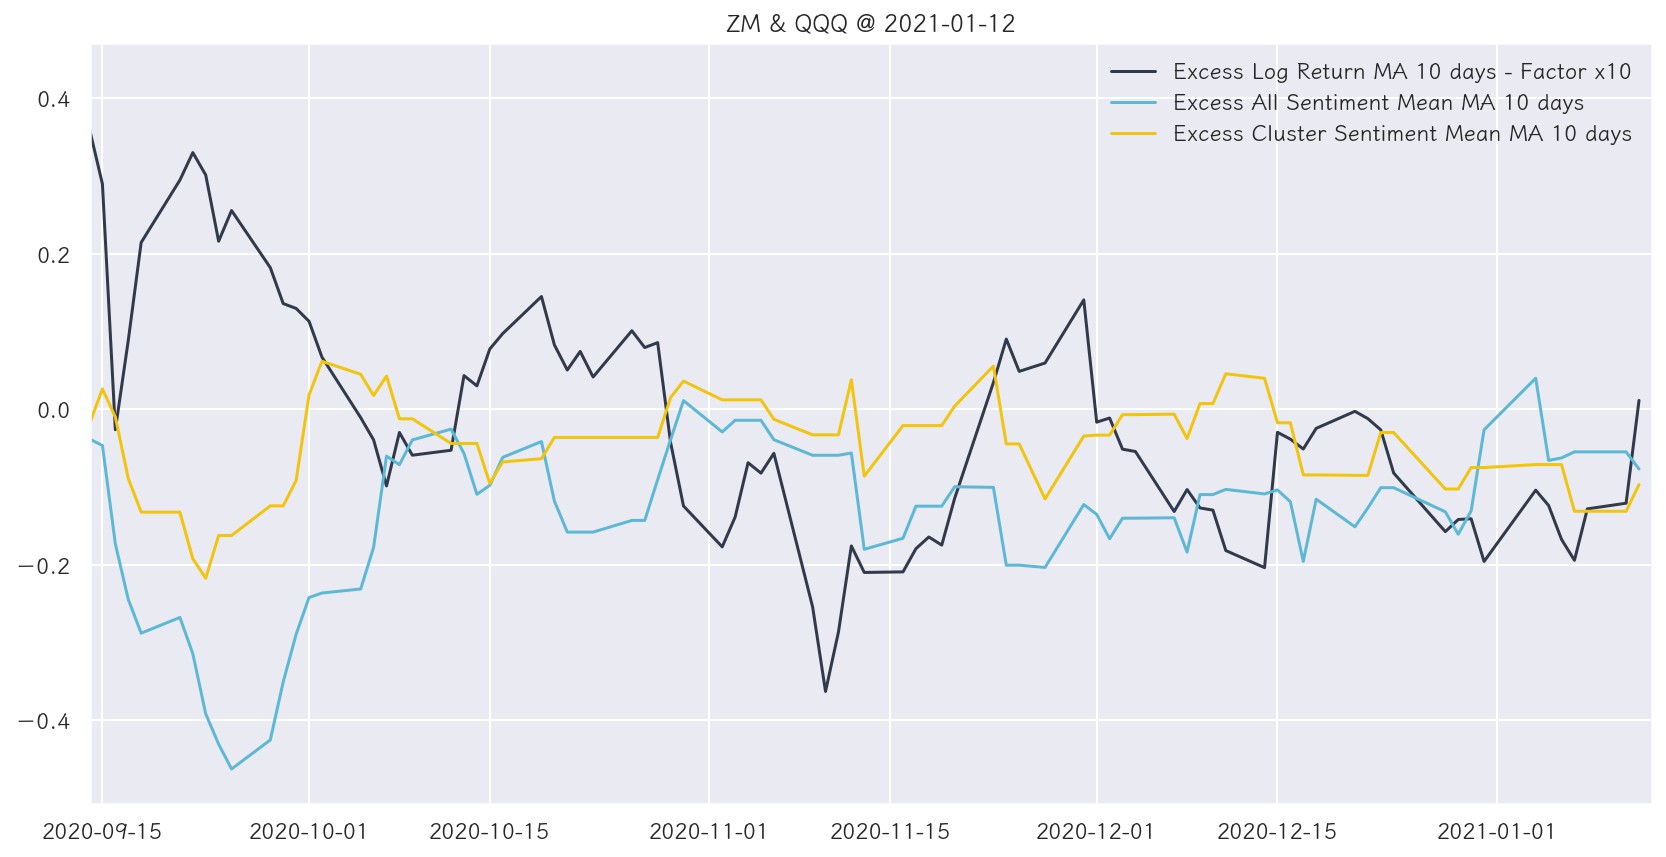 ZM & QQQ @ 2021-01-12
Excess Log Return MA 10 days - Factor x10
Excess All Sentiment Mean MA 10 days
Excess Cluster Sentiment Mean MA 10 days
0.4
0.2
0.0
−0.2
−0.4
2020-09-15 2020-10-01 2020-10-15 2020-11-01 2020-11-15 2020-12-01 2020-12-15 2021-01-01